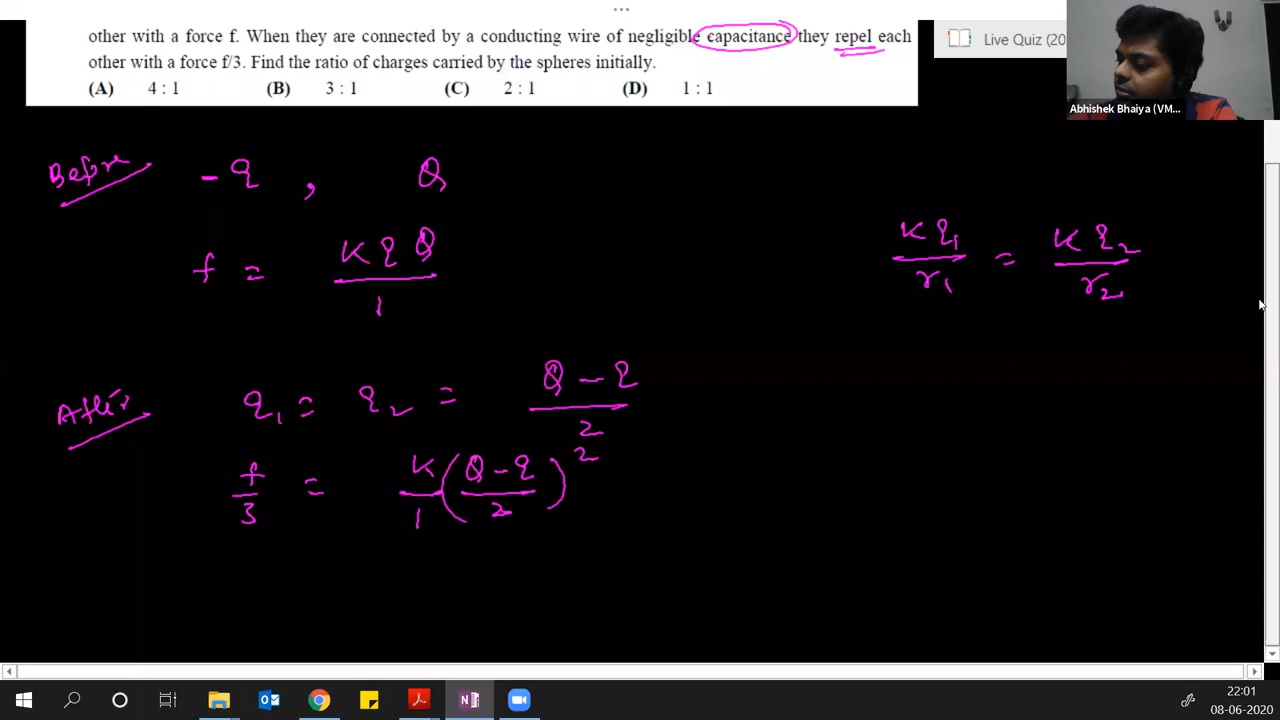 other with a force f. When they are connected by a conducting wire of negligible capacitance they repel each
other with a force f/3. Find the ratio of charges carried by the spheres initially.
(A) 4 : 1 (B) 3 : 1 (C) 2 : 1 (D) 1 : 1
Live Quiz (20
Abhishek Bhaiya (VM...
Before - q , Q
f = K q Q / 1
K q1 / r1 = K q2 / r2
After q1 = q2 = Q - q / 2
f / 3 = K / 1 ( Q - q / 2 )^2
22:01
08-06-2020